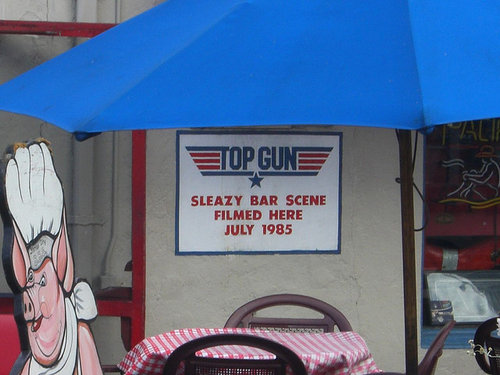 TOP GUN
SLEAZY BAR SCENE
FILMED HERE
JULY 1985